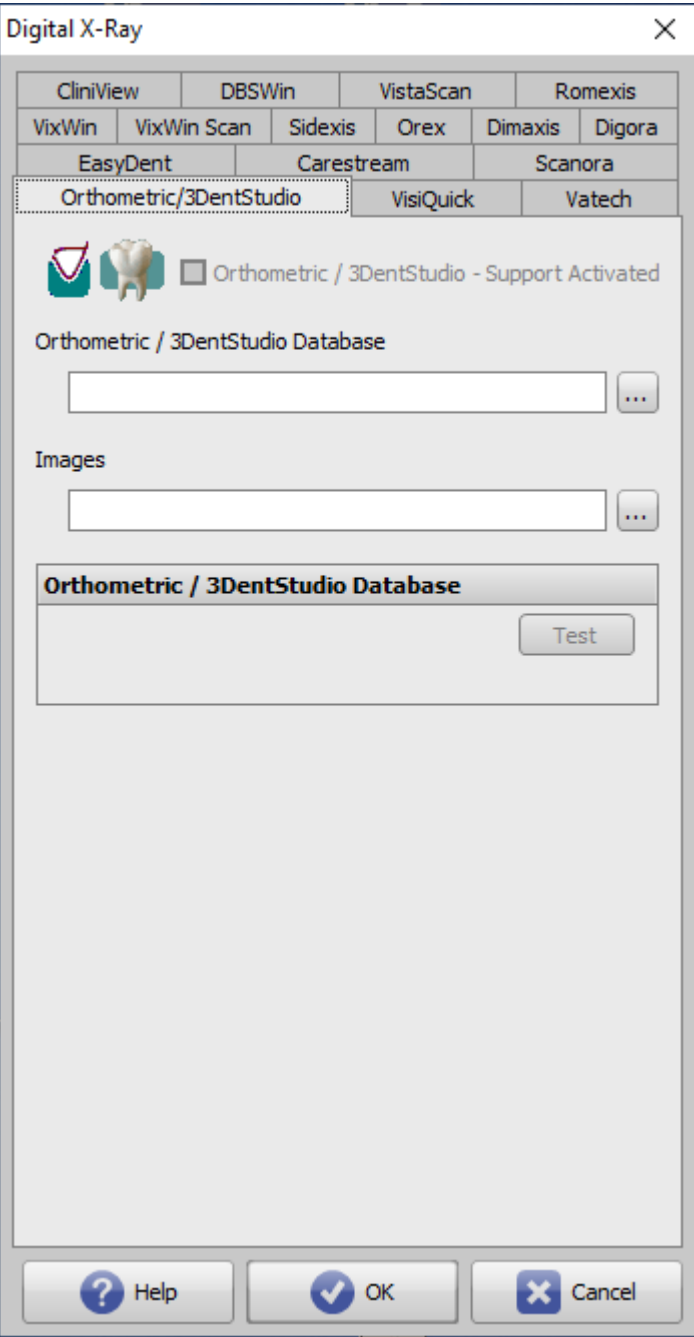 Digital X-Ray
CliniView DBSWin VistaScan Romexis
VixWin VixWin Scan Sidexis Orex Dimaxis Digora
EasyDent Carestream Scanora
Orthometric/3DentStudio VisiQuick Vatech
Orthometric / 3DentStudio - Support Activated
Orthometric / 3DentStudio Database
...
Images
...
Orthometric / 3DentStudio Database
Test
? Help OK Cancel